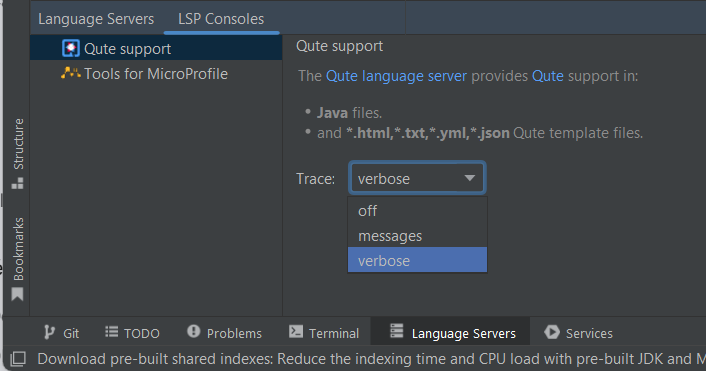 Language Servers LSP Consoles
Qute support
Tools for MicroProfile
Qute support
The Qute language server provides Qute support in:
• Java files.
• and *.html,*.txt,*.yml,*.json Qute template files.
Trace: verbose
off
messages
verbose
Structure
Bookmarks
Git TODO Problems Terminal Language Servers Services
Download pre-built shared indexes: Reduce the indexing time and CPU load with pre-built JDK and M